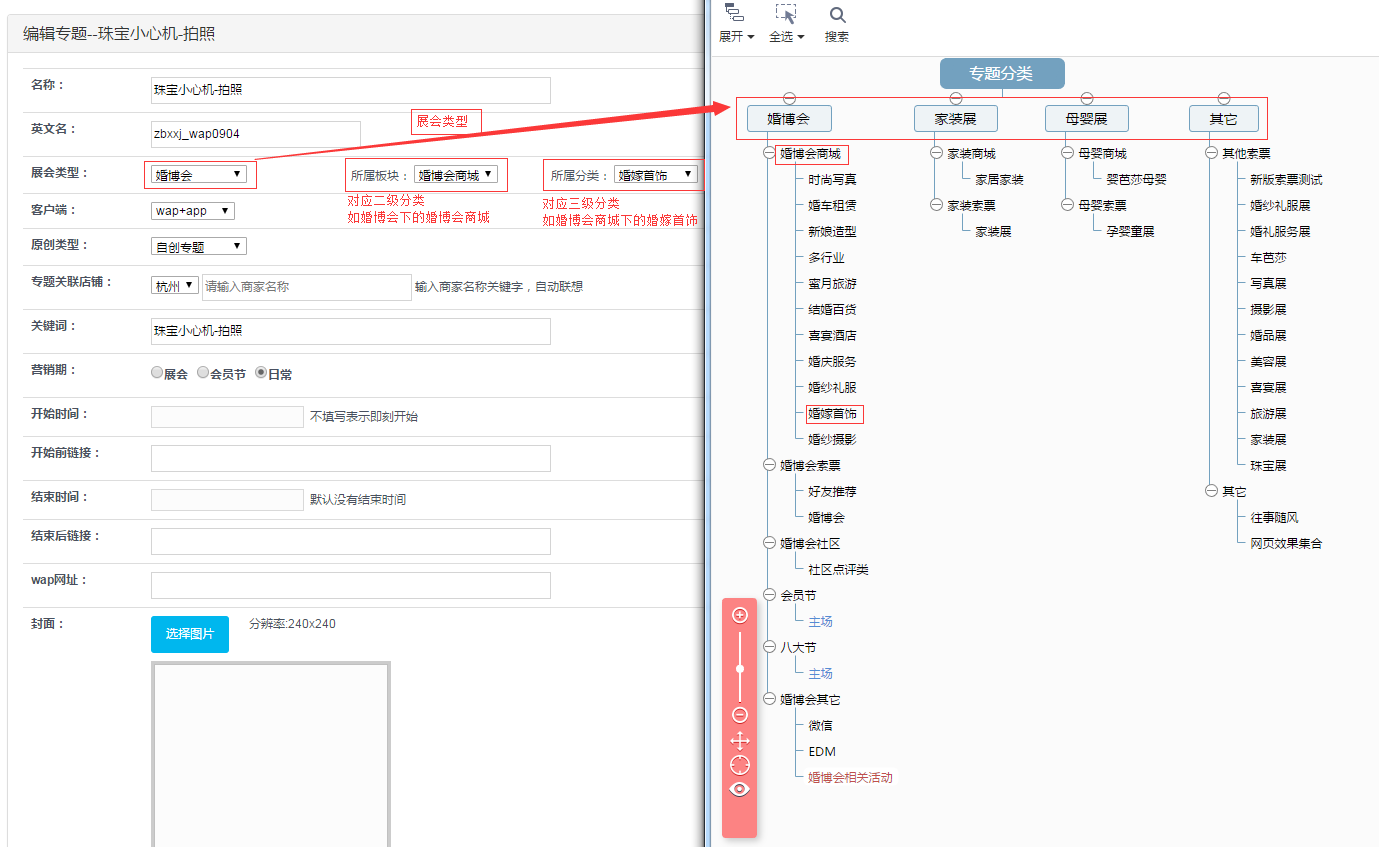 编辑专题--珠宝小心机-拍照
名称：
珠宝小心机-拍照
英文名：
zbxxj_wap0904
展会类型
展会类型：
婚博会
所属板块：
婚博会商城
所属分类：
婚嫁首饰
对应二级分类
如婚博会下的婚博会商城
对应三级分类
如婚博会商城下的婚嫁首饰
客户端：
wap+app
原创类型：
自创专题
专题关联店铺：
杭州
请输入商家名称
输入商家名称关键字，自动联想
关键词：
珠宝小心机-拍照
营销期：
展会
会员节
日常
开始时间：
不填写表示即刻开始
开始前链接：
结束时间：
默认没有结束时间
结束后链接：
wap网址：
封面：
选择图片
分辨率:240x240
展开
全选
搜索
专题分类
婚博会
家装展
母婴展
其它
婚博会商城
时尚写真
婚车租赁
新娘造型
多行业
蜜月旅游
结婚百货
喜宴酒店
婚庆服务
婚纱礼服
婚嫁首饰
婚纱摄影
婚博会索票
好友推荐
婚博会
婚博会社区
社区点评类
会员节
主场
八大节
主场
婚博会其它
微信
EDM
婚博会相关活动
家装商城
家居家装
家装索票
家装展
母婴商城
婴芭莎母婴
母婴索票
孕婴童展
其他索票
新版索票测试
婚纱礼服展
婚礼服务展
车芭莎
写真展
摄影展
婚品展
美容展
喜宴展
旅游展
家装展
珠宝展
其它
往事随风
网页效果集合